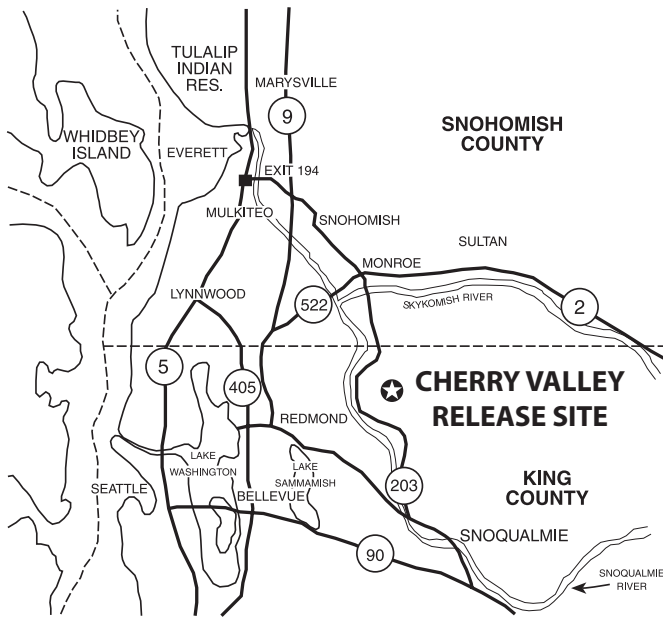 TULALIP
INDIAN
RES.
MARYSVILLE
9
SNOHOMISH
COUNTY
WHIDBEY
ISLAND
EVERETT
EXIT 194
MULKITEO
SNOHOMISH
SULTAN
MONROE
LYNNWOOD
522
SKYKOMISH RIVER
2
5
405
CHERRY VALLEY
RELEASE SITE
REDMOND
LAKE
WASHINGTON
LAKE
SAMMAMISH
SEATTLE
BELLEVUE
203
KING
COUNTY
SNOQUALMIE
90
SNOQUALMIE
RIVER